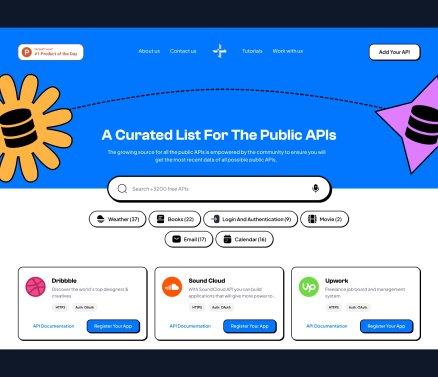 PRODUCT HUNT
#1 Product of the Day
About us
Contact us
Tutorials
Work with us
Add Your API
A Curated List For The Public APIs
The growing source for all the public APIs is empowered by the community to ensure you will
get the most recent data of all possible public APIs.
Search +3200 free APIs
Weather (37)
Books (22)
Login And Authentication (9)
Movie (2)
Email (17)
Calendar (16)
Dribbble
Discover the world's top designers &
creatives
HTTPS
Auth: OAuth
API Documentation
Register Your App
Sound Cloud
With SoundCloud API you can build
applications that will give more power to...
HTTPS
Auth: OAuth
API Documentation
Register Your App
Upwork
Freelance job board and management
system
HTTPS
Auth: OAuth
API Documentation
Register Your App